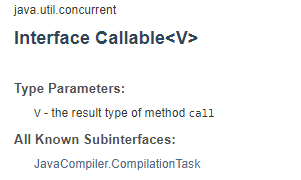 java.util.concurrent
Interface Callable<V>
Type Parameters:
V - the result type of method call
All Known Subinterfaces:
JavaCompiler.CompilationTask